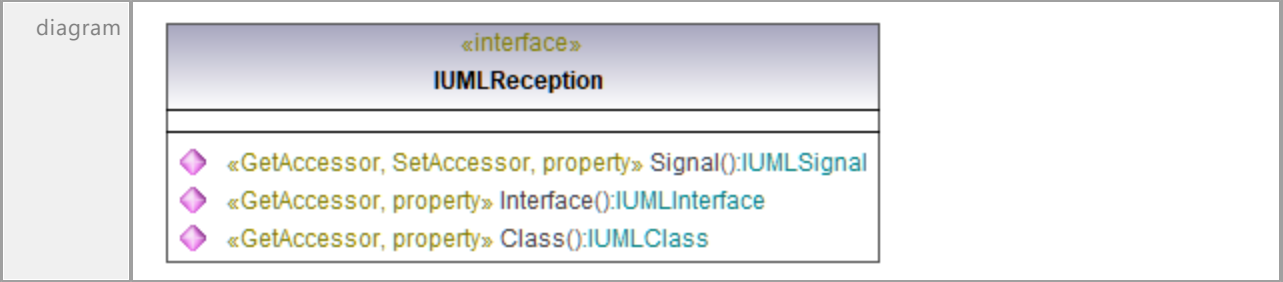 diagram
«interface»
IUMLReception
«GetAccessor, SetAccessor, property» Signal():IUMLSignal
«GetAccessor, property» Interface():IUMLInterface
«GetAccessor, property» Class():IUMLClass